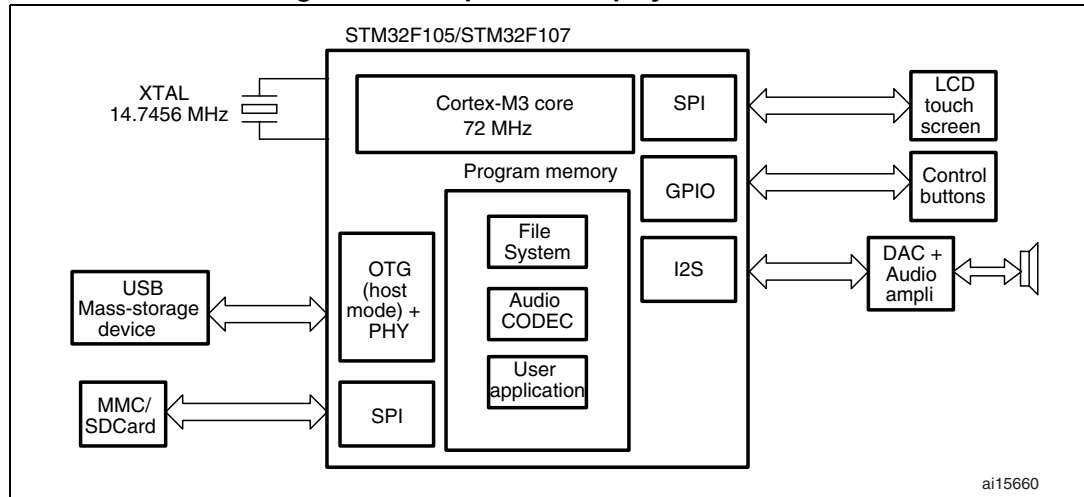 STM32F105/STM32F107
XTAL
14.7456 MHz
Cortex-M3 core
72 MHz
SPI
LCD
touch
screen
Program memory
GPIO
Control
buttons
File
System
OTG
(host
mode) +
PHY
I2S
DAC +
Audio
ampli
USB
Mass-storage
device
Audio
CODEC
User
application
MMC/
SDCard
SPI
ai15660